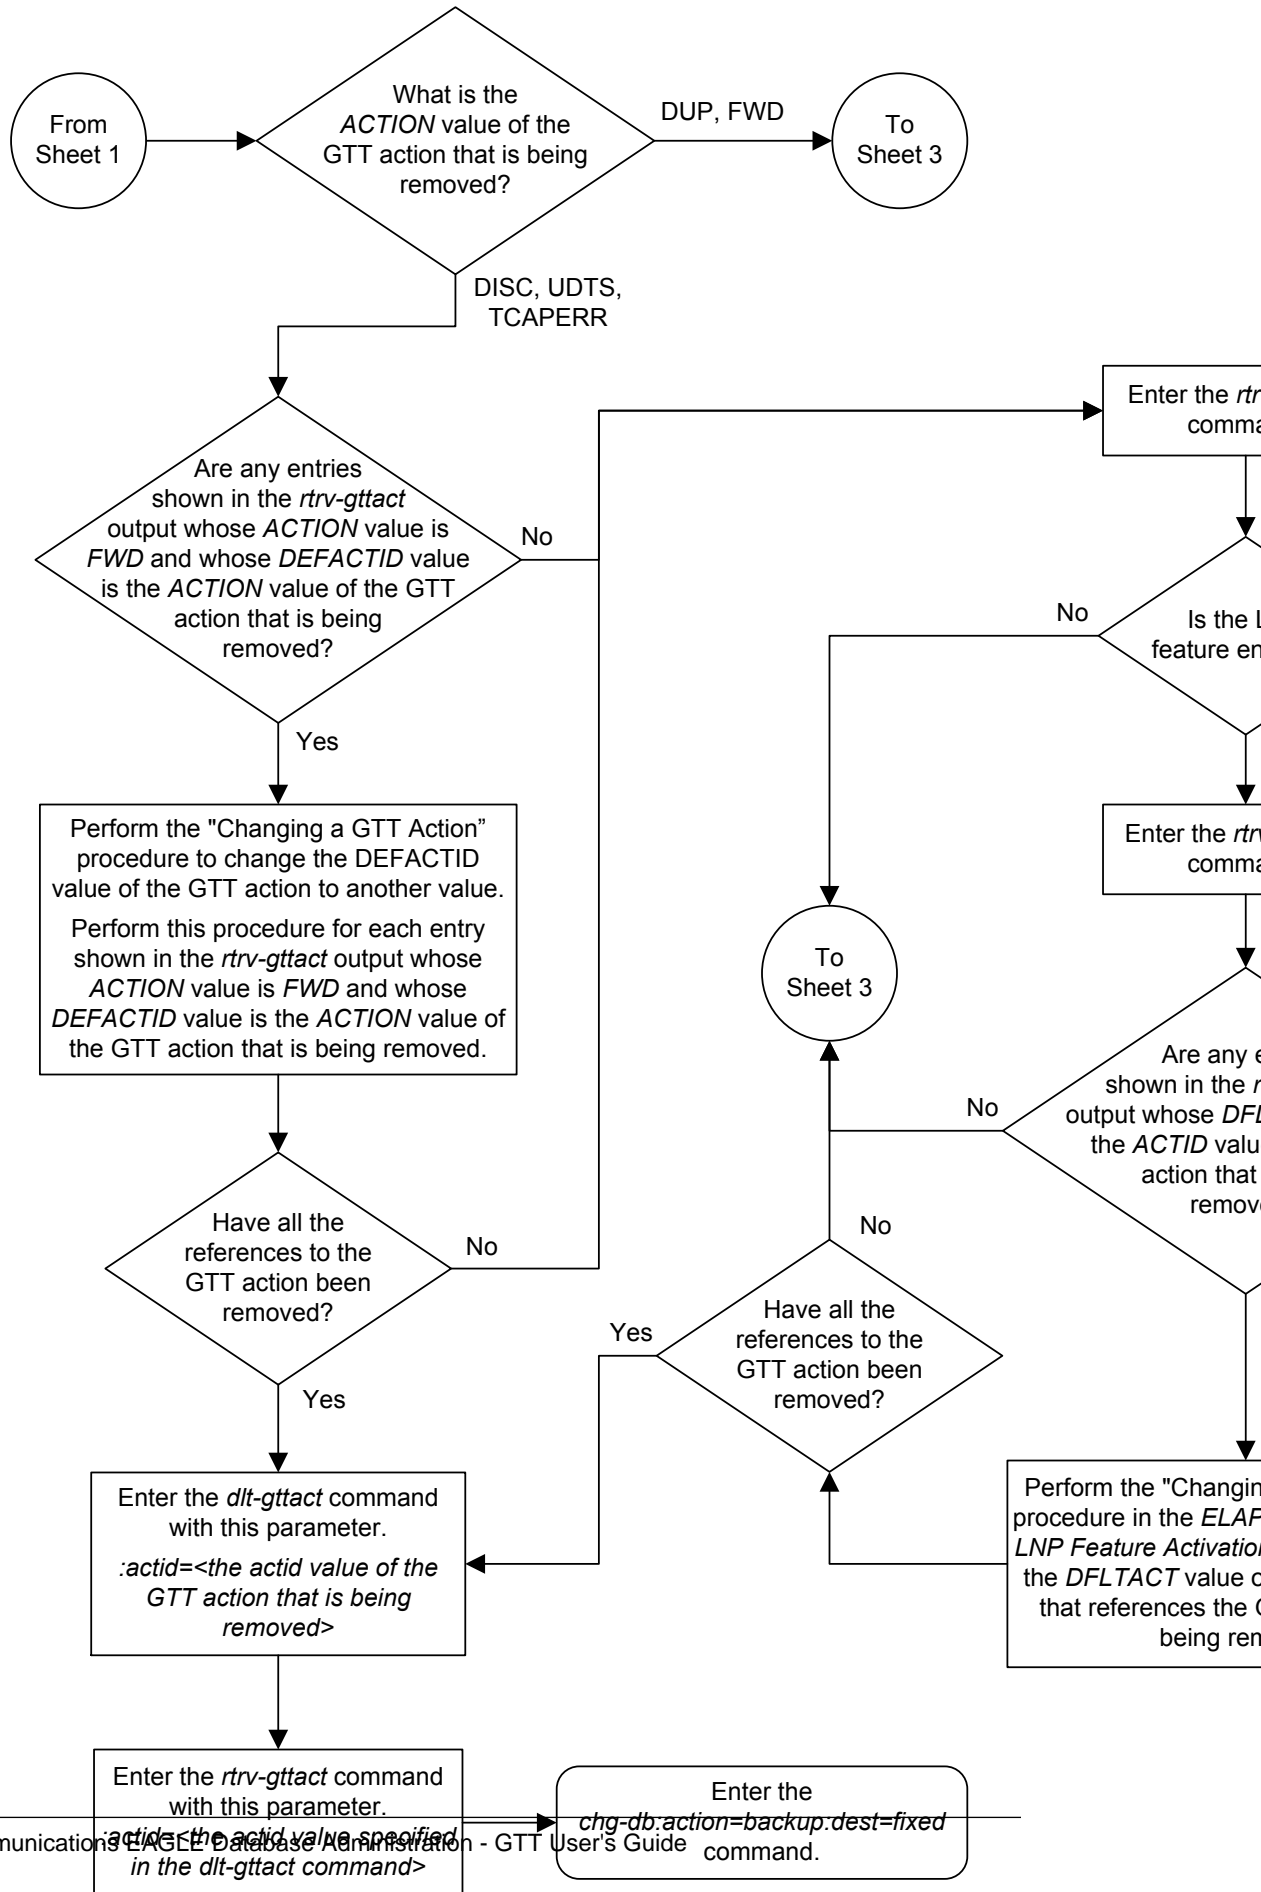 From
Sheet 1
What is the
ACTION value of the
GTT action that is being
removed?
DUP, FWD
To
Sheet 3
DISC, UDTS,
TCAPERR
Are any entries
shown in the rtrv-gttact
output whose ACTION value is
FWD and whose DEFACTID value
is the ACTION value of the GTT
action that is being
removed?
No
Yes
Perform the "Changing a GTT Action”
procedure to change the DEFACTID
value of the GTT action to another value.
Perform this procedure for each entry
shown in the rtrv-gttact output whose
ACTION value is FWD and whose
DEFACTID value is the ACTION value of
the GTT action that is being removed.
Have all the
references to the
GTT action been
removed?
No
Yes
Enter the dlt-gttact command
with this parameter.
:actid=<the actid value of the
GTT action that is being
removed>
Enter the rtrv-gttact command
with this parameter.
:actid=<the actid value specified
in the dlt-gttact command>
Enter the
chg-db:action=backup:dest=fixed
command.
Enter the
Is the
feature
No
Enter the
To
Sheet 3
Are any
shown in the
output whose
the ACTID
action that
No
No
Have all the
references to the
GTT action been
removed?
Yes
Perform the "Changin
procedure in the ELAP
LNP Feature Activation
the DFLTACT value
that references the
being
EAGLE Database Administration - GTT User's Guide